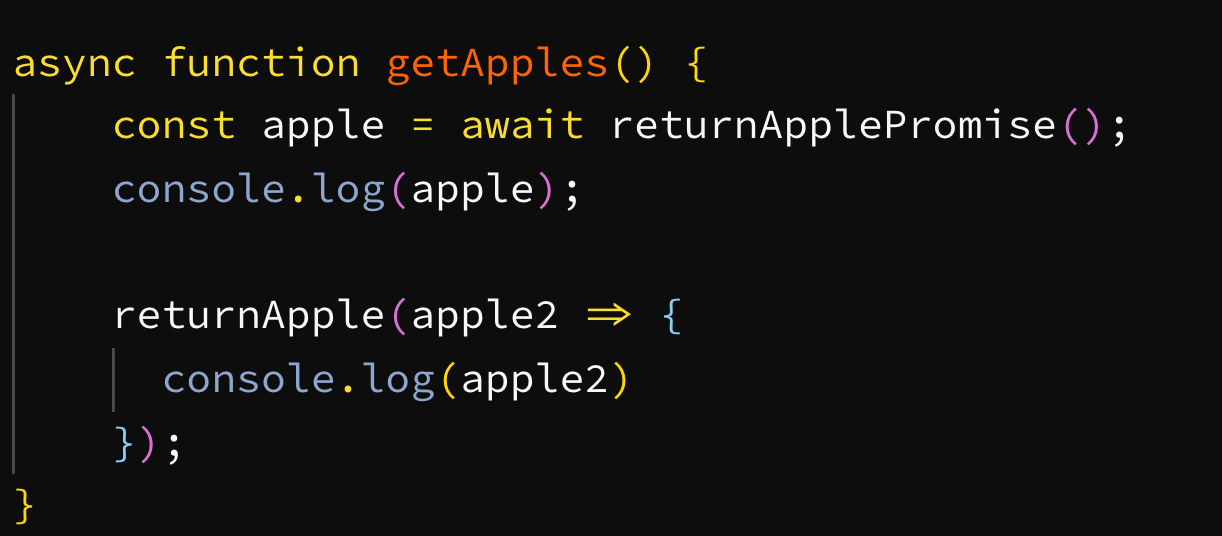 async function getApples() {
    const apple = await returnApplePromise();
    console.log(apple);

    returnApple(apple2 => {
      console.log(apple2)
    });
}